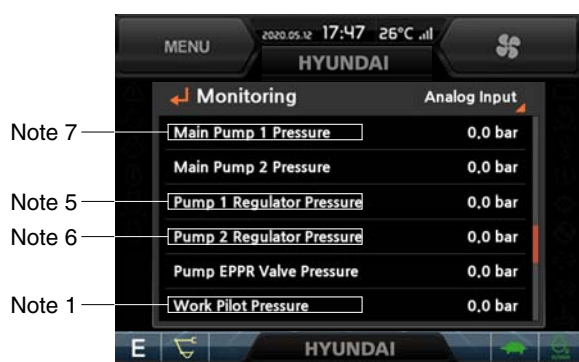 MENU
2020.05.12 17:47 26°C
HYUNDAI
Monitoring Analog Input
Note 7 Main Pump 1 Pressure 0.0 bar
Main Pump 2 Pressure 0.0 bar
Note 5 Pump 1 Regulator Pressure 0.0 bar
Note 6 Pump 2 Regulator Pressure 0.0 bar
Pump EPPR Valve Pressure 0.0 bar
Note 1 Work Pilot Pressure 0.0 bar
E HYUNDAI